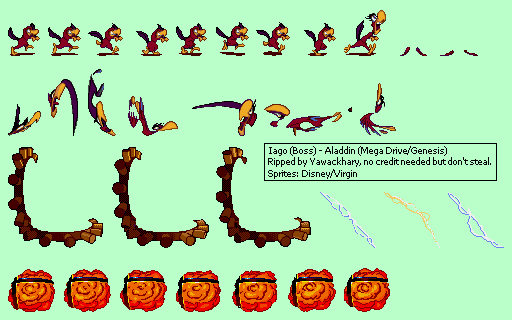 Iago (Boss) - Aladdin (Mega Drive/Genesis)
Ripped by Yawackhary, no credit needed but don't steal.
Sprites: Disney/Virgin